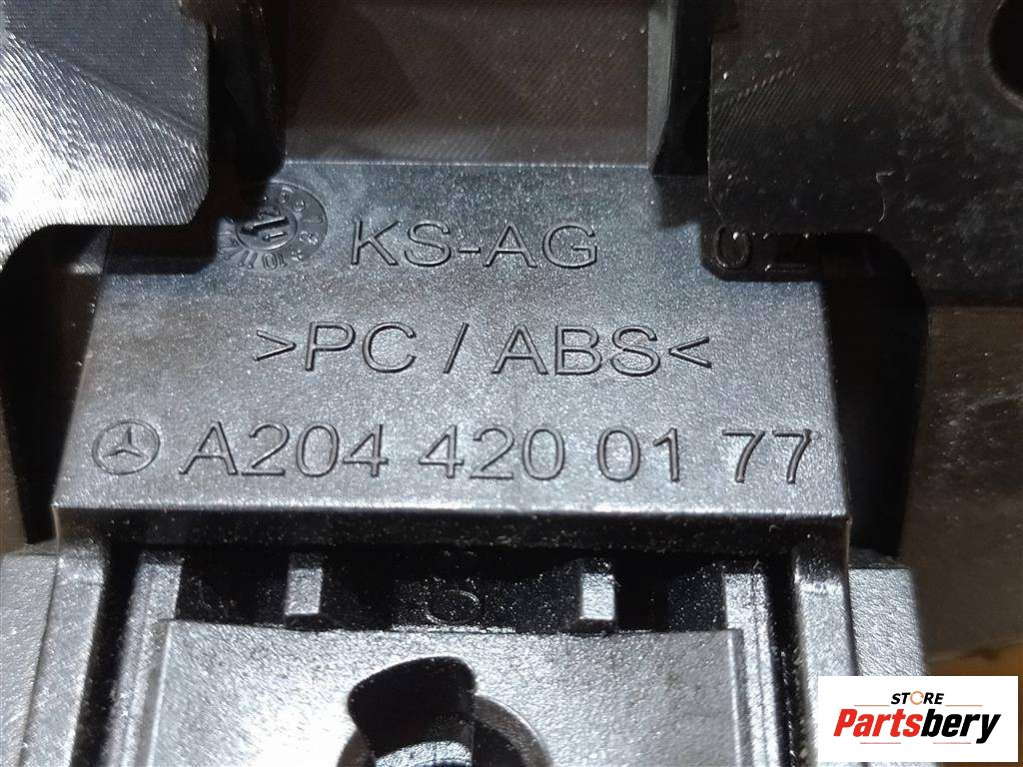 KS-AG
>PC / ABS<
A204 420 01 77
STORE
Partsbery